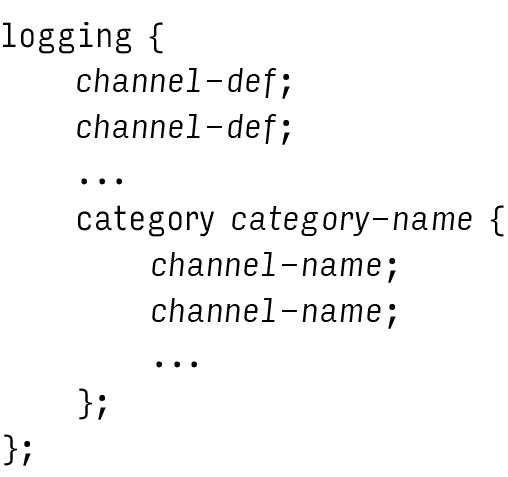 logging {
    channel-def;
    channel-def;
    ...
    category category-name {
        channel-name;
        channel-name;
        ...
    };
};